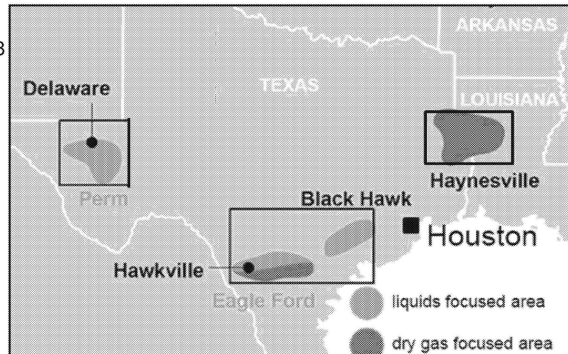 ARKANSAS
3
TEXAS
Delaware
LOUISIANA
Perm
Haynesville
Black Hawk
Houston
Hawkville
Eagle Ford
liquids focused area
dry gas focused area